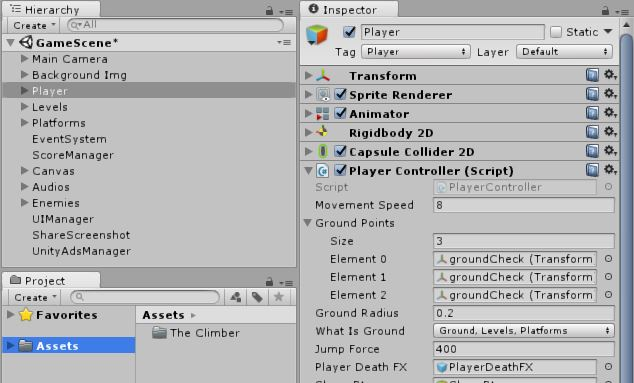 Hierarchy
Create
All
GameScene*
Main Camera
Background Img
Player
Levels
Platforms
EventSystem
ScoreManager
Canvas
Audios
Enemies
UIManager
ShareScreenshot
UnityAdsManager
Project
Create
Favorites
Assets
Assets
The Climber
Inspector
Player
Static
Tag Player Layer Default
Transform
Sprite Renderer
Animator
Rigidbody 2D
Capsule Collider 2D
Player Controller (Script)
Script PlayerController
Movement Speed 8
Ground Points
Size 3
Element 0 groundCheck (Transform
Element 1 groundCheck (Transform
Element 2 groundCheck (Transform
Ground Radius 0.2
What Is Ground Ground, Levels, Platforms
Jump Force 400
Player Death FX PlayerDeathFX